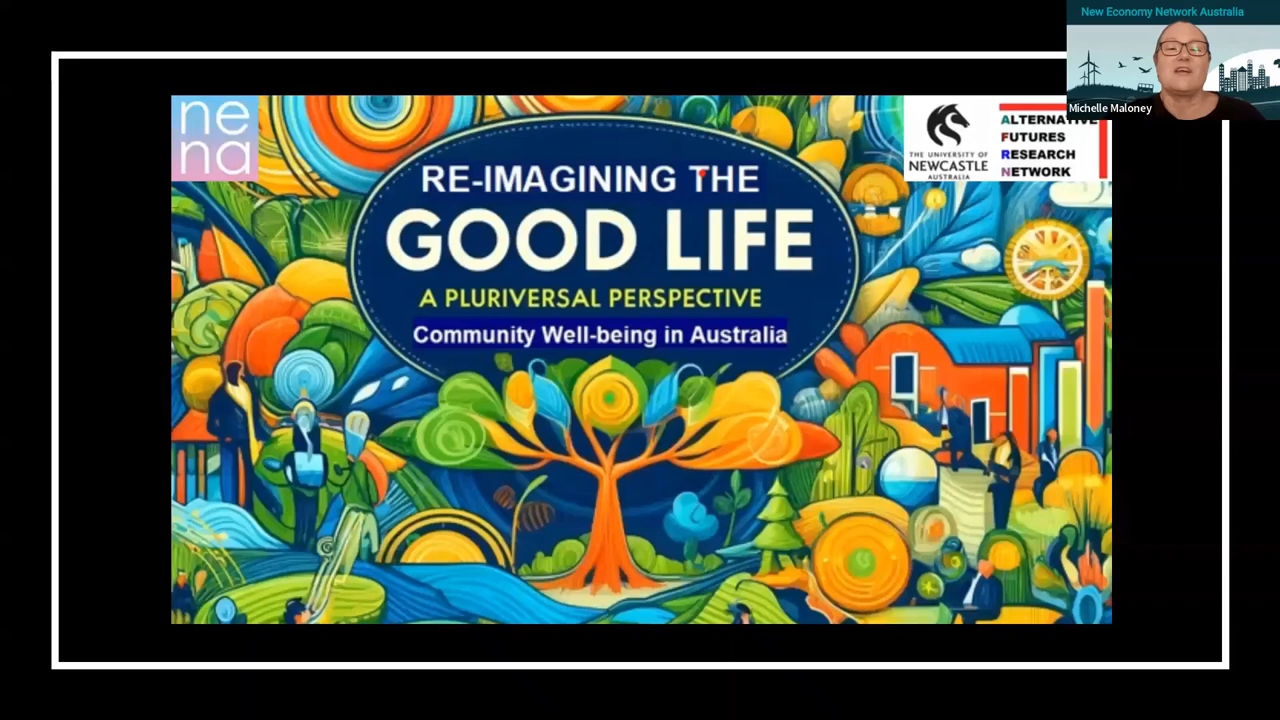 New Economy Network Australia
Michelle Maloney
ne
na
THE UNIVERSITY OF
NEWCASTLE
AUSTRALIA
ALTERNATIVE
FUTURES
RESEARCH
NETWORK
RE-IMAGINING THE
GOOD LIFE
A PLURIVERSAL PERSPECTIVE
Community Well-being in Australia